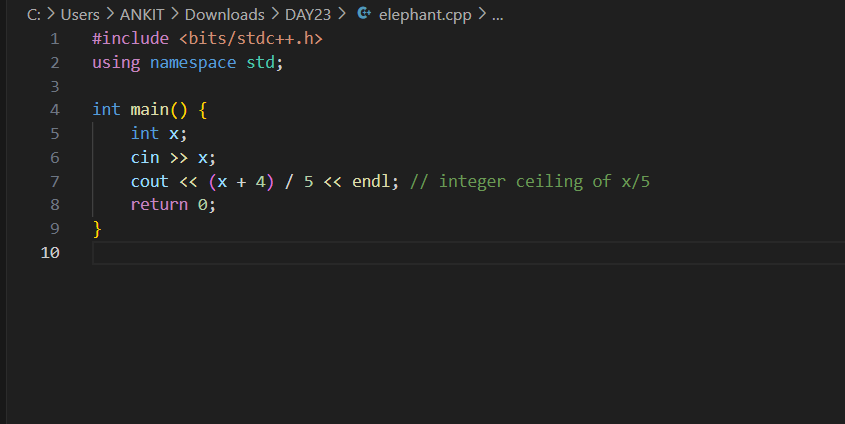 C: > Users > ANKIT > Downloads > DAY23 > elephant.cpp > ...
1 #include <bits/stdc++.h>
2 using namespace std;
3
4 int main() {
5     int x;
6     cin >> x;
7     cout << (x + 4) / 5 << endl; // integer ceiling of x/5
8     return 0;
9 }
10